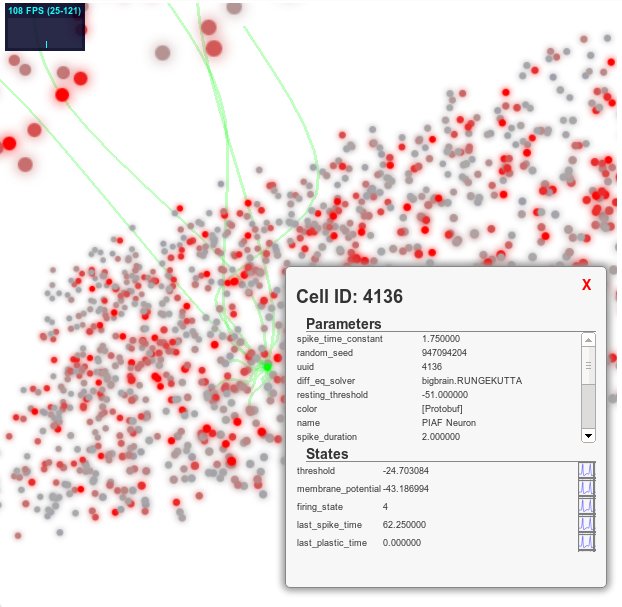 108 FPS (25-121)
X
Cell ID: 4136
Parameters
spike_time_constant 1.750000
random_seed 947094204
uuid 4136
diff_eq_solver bigbrain.RUNGEKUTTA
resting_threshold -51.000000
color [Protobuf]
name PIAF Neuron
spike_duration 2.000000
States
threshold -24.703084
membrane_potential -43.186994
firing_state 4
last_spike_time 62.250000
last_plastic_time 0.000000